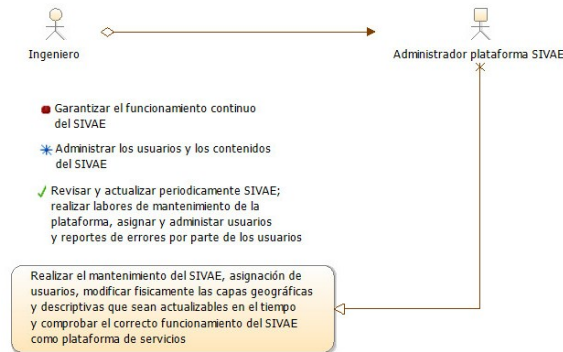 Ingeniero
Administrador plataforma SIVAE
Garantizar el funcionamiento continuo
del SIVAE
Administrar los usuarios y los contenidos
del SIVAE
Revisar y actualizar periodicamente SIVAE;
realizar labores de mantenimiento de la
plataforma, asignar y administar usuarios
y reportes de errores por parte de los usuarios
Realizar el mantenimiento del SIVAE, asignación de
usuarios, modificar fisicamente las capas geográficas
y descriptivas que sean actualizables en el tiempo
y comprobar el correcto funcionamiento del SIVAE
como plataforma de servicios